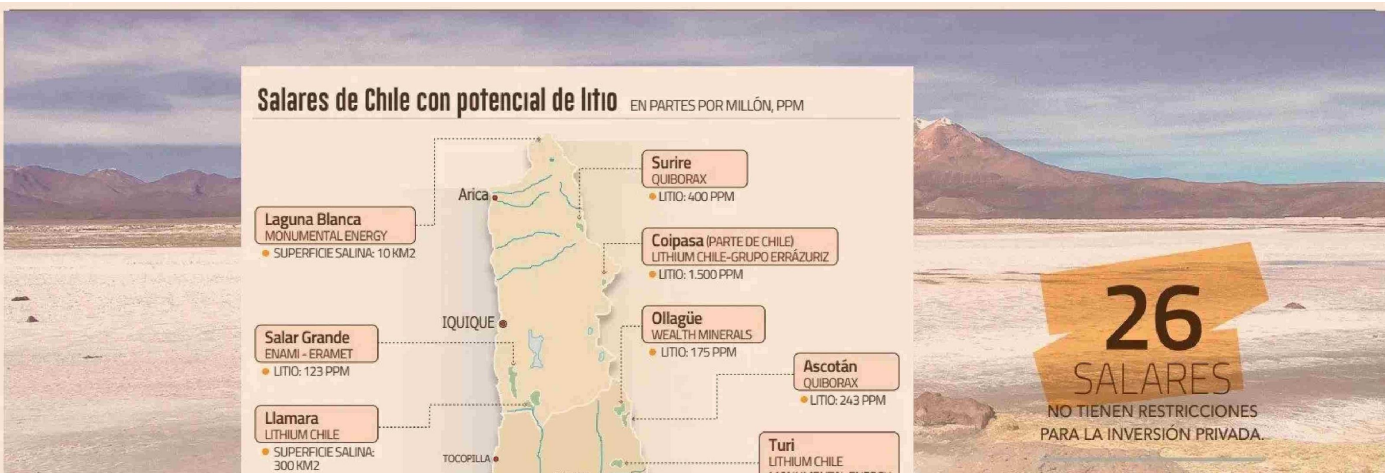 Salares de Chile con potencial de litio EN PARTES POR MILLÓN, PPM
Surire
QUIBORAX
LITIO: 400 PPM
Arica
Laguna Blanca
MONUMENTAL ENERGY
SUPERFICIE SALINA: 10 KM2
Coipasa (PARTE DE CHILE)
LITHIUM CHILE-GRUPO ERRÁZURIZ
LITIO: 1.500 PPM
IQUIQUE
Ollagüe
WEALTH MINERALS
LITIO: 175 PPM
Salar Grande
ENAMI - ERAMET
LITIO: 123 PPM
Ascotán
QUIBORAX
LITIO: 243 PPM
Llamara
LITHIUM CHILE
SUPERFICIE SALINA:
300 KM2
TOCOPILLA
Turi
LITHIUM CHILE
MONUMENTAL ENERGY
26
SALARES
NO TIENEN RESTRICCIONES
PARA LA INVERSIÓN PRIVADA.